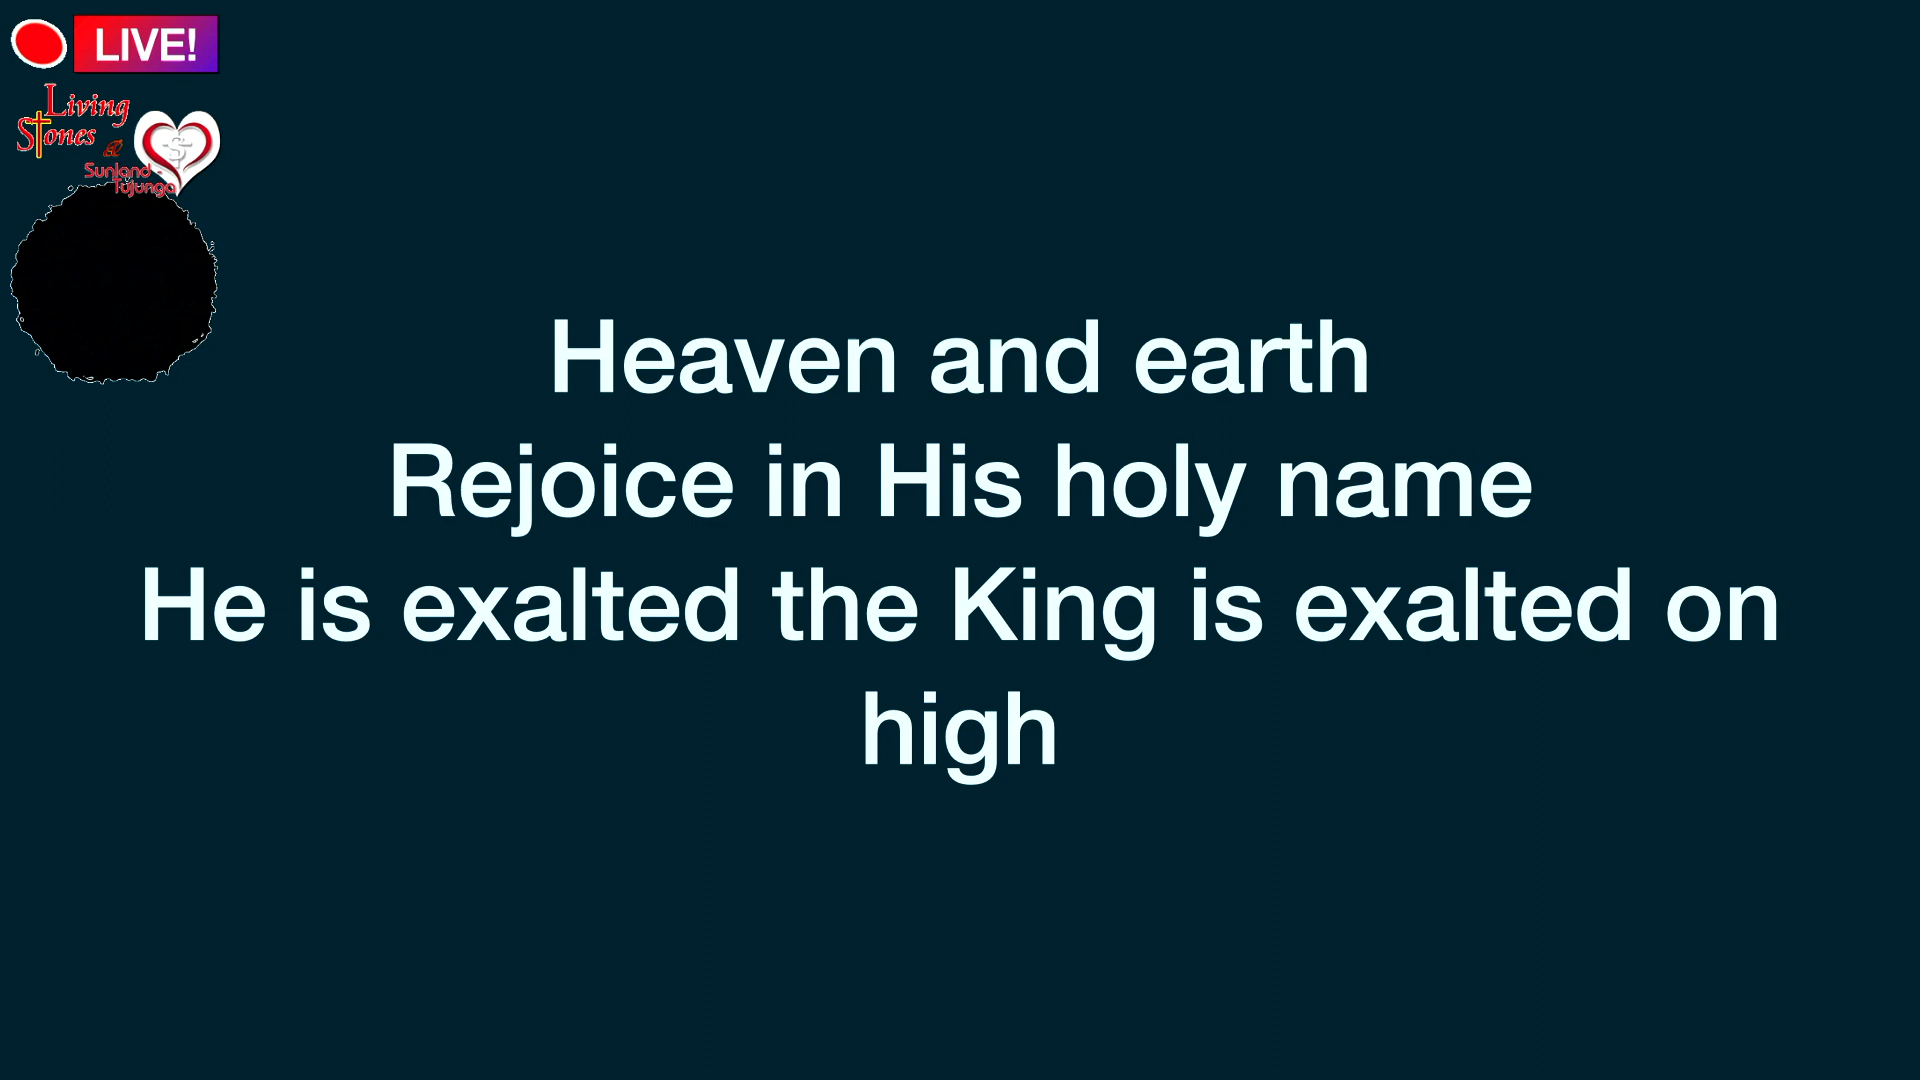 LIVE!
Living
Stones
Sunland -
Tujunga
Heaven and earth
Rejoice in His holy name
He is exalted the King is exalted on
high